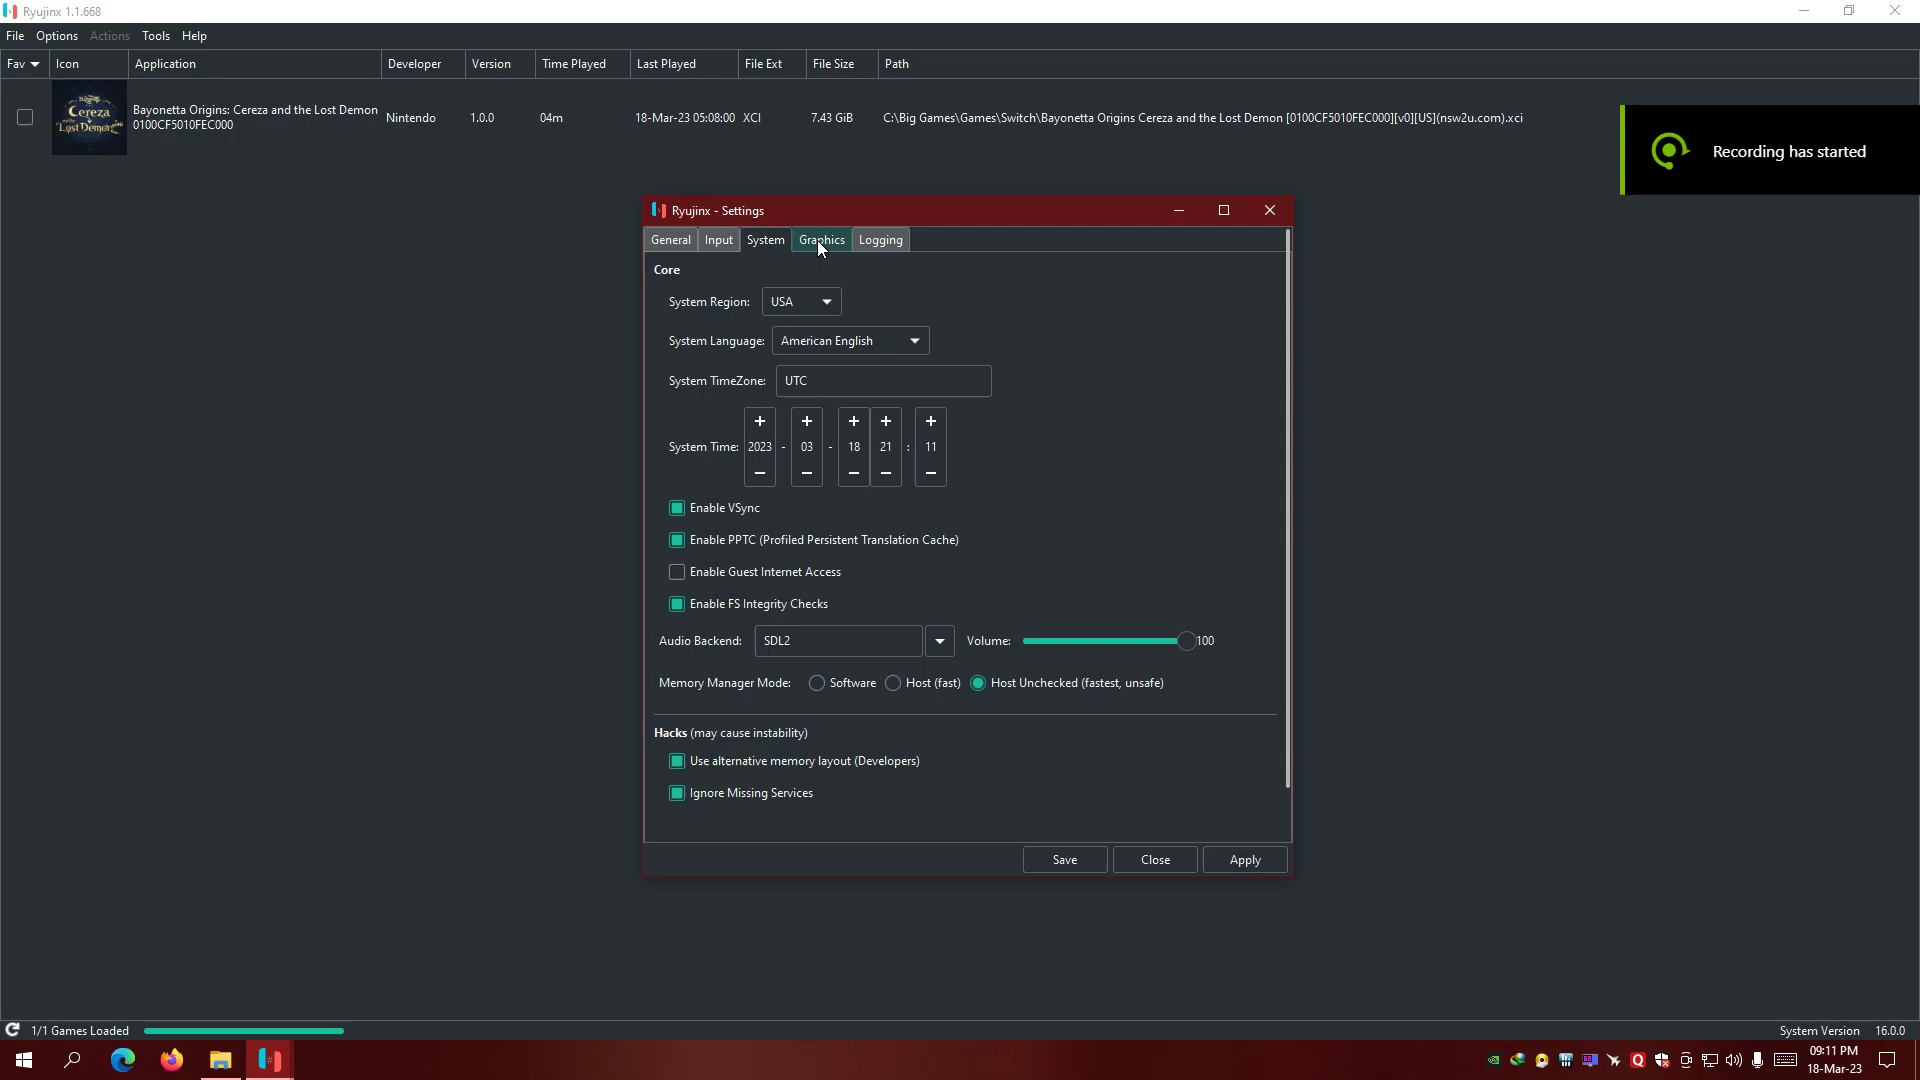 Ryujinx 1.1.668
File Options Actions Tools Help
Fav Icon Application Developer Version Time Played Last Played File Ext File Size Path
Cereza
and the
Lost Demon
Bayonetta Origins: Cereza and the Lost Demon
0100CF5010FEC000
Nintendo 1.0.0 04m 18-Mar-23 05:08:00 XCI 7.43 GiB C:\Big Games\Games\Switch\Bayonetta Origins Cereza and the Lost Demon [0100CF5010FEC000][v0][US](nsw2u.com).xci
Recording has started
Ryujinx - Settings
General Input System Graphics Logging
Core
System Region: USA
System Language: American English
System TimeZone: UTC
+ + + + +
System Time: 2023 - 03 - 18 21 : 11
− − − − −
Enable VSync
Enable PPTC (Profiled Persistent Translation Cache)
Enable Guest Internet Access
Enable FS Integrity Checks
Audio Backend: SDL2 Volume: 100
Memory Manager Mode: Software Host (fast) Host Unchecked (fastest, unsafe)
Hacks (may cause instability)
Use alternative memory layout (Developers)
Ignore Missing Services
Save Close Apply
1/1 Games Loaded System Version 16.0.0
09:11 PM
18-Mar-23